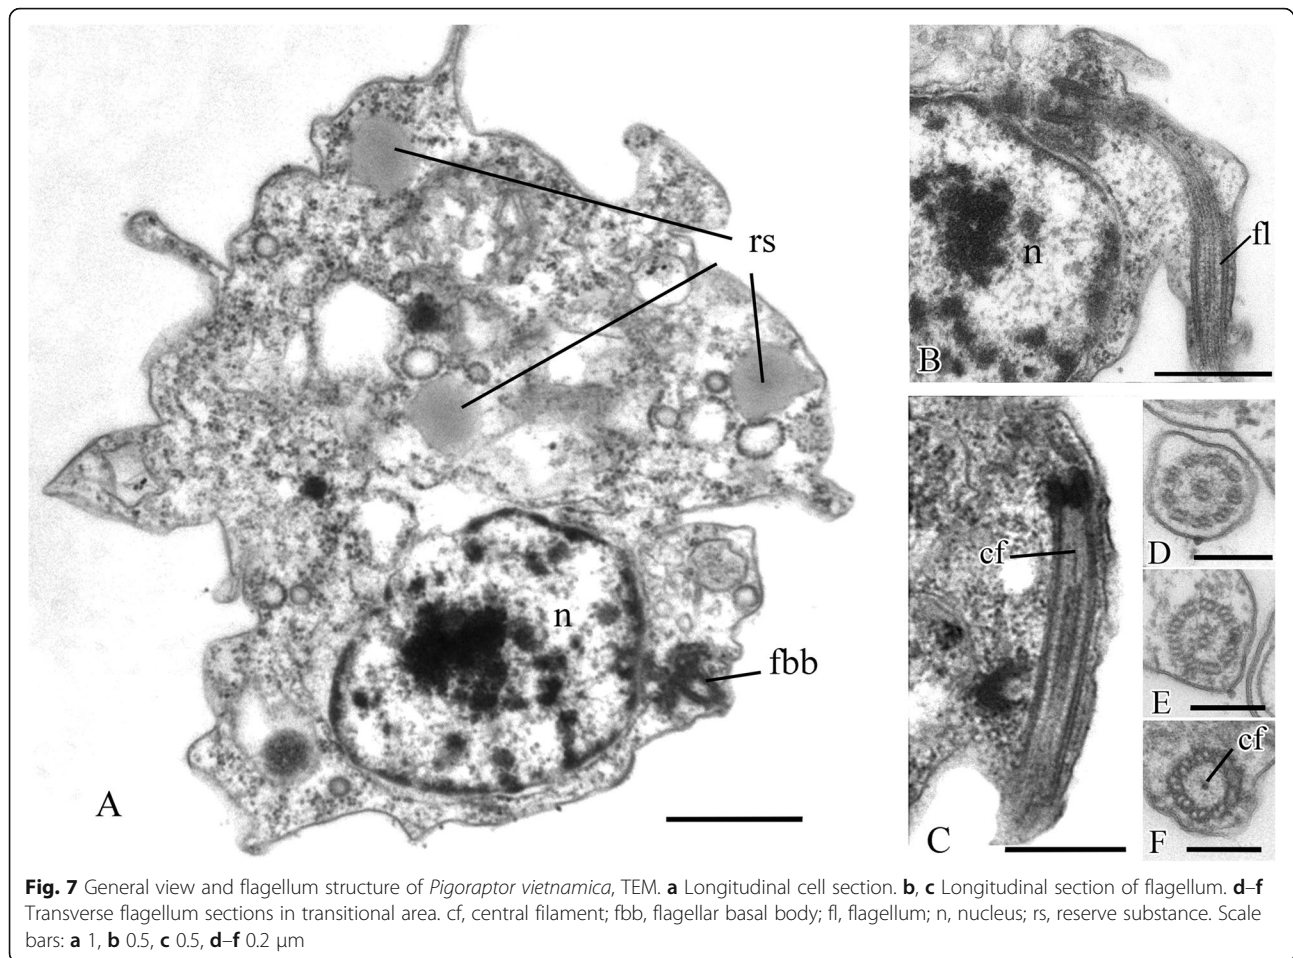 rs
n
fbb
A
n
fl
B
cf
C
D
E
cf
F
Fig. 7 General view and flagellum structure of Pigoraptor vietnamica, TEM. a Longitudinal cell section. b, c Longitudinal section of flagellum. d–f
Transverse flagellum sections in transitional area. cf, central filament; fbb, flagellar basal body; fl, flagellum; n, nucleus; rs, reserve substance. Scale
bars: a 1, b 0.5, c 0.5, d–f 0.2 μm